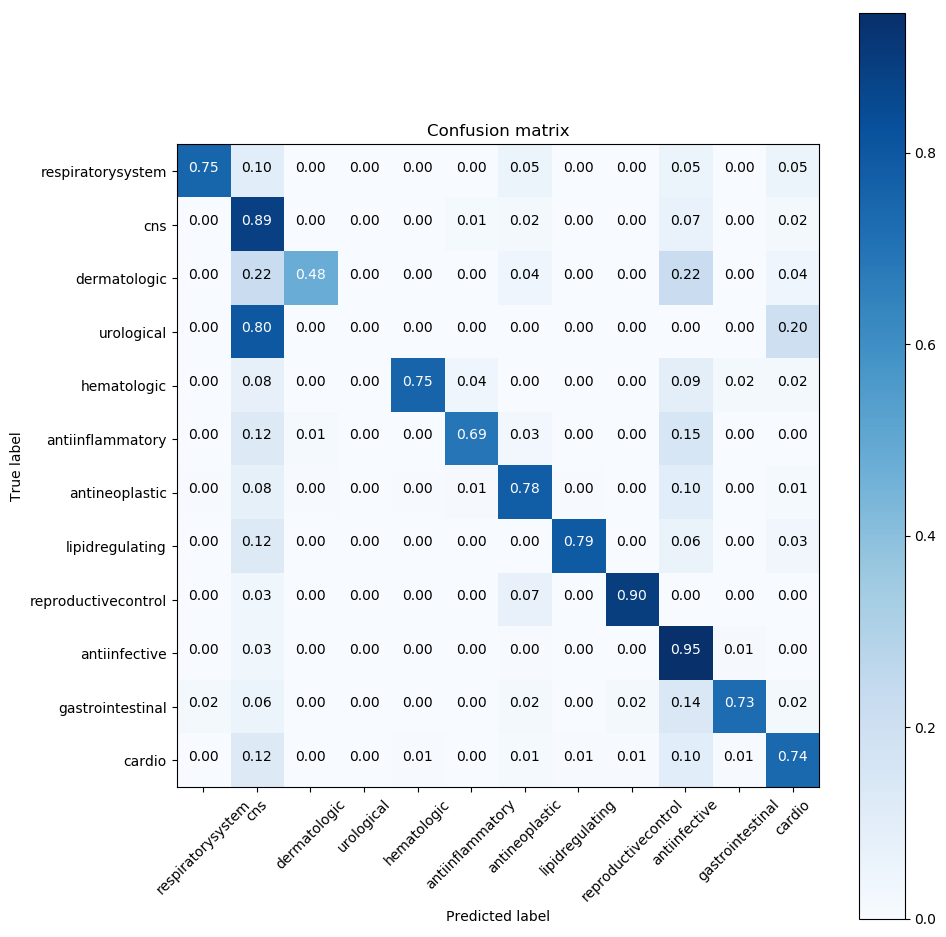 Confusion matrix
respiratorysystem 0.75 0.10 0.00 0.00 0.00 0.00 0.05 0.00 0.00 0.05 0.00 0.05
cns 0.00 0.89 0.00 0.00 0.00 0.01 0.02 0.00 0.00 0.07 0.00 0.02
dermatologic 0.00 0.22 0.48 0.00 0.00 0.00 0.04 0.00 0.00 0.22 0.00 0.04
urological 0.00 0.80 0.00 0.00 0.00 0.00 0.00 0.00 0.00 0.00 0.00 0.20
hematologic 0.00 0.08 0.00 0.00 0.75 0.04 0.00 0.00 0.00 0.09 0.02 0.02
antiinflammatory 0.00 0.12 0.01 0.00 0.00 0.69 0.03 0.00 0.00 0.15 0.00 0.00
antineoplastic 0.00 0.08 0.00 0.00 0.00 0.01 0.78 0.00 0.00 0.10 0.00 0.01
lipidregulating 0.00 0.12 0.00 0.00 0.00 0.00 0.00 0.79 0.00 0.06 0.00 0.03
reproductivecontrol 0.00 0.03 0.00 0.00 0.00 0.00 0.07 0.00 0.90 0.00 0.00 0.00
antiinfective 0.00 0.03 0.00 0.00 0.00 0.00 0.00 0.00 0.00 0.95 0.01 0.00
gastrointestinal 0.02 0.06 0.00 0.00 0.00 0.00 0.02 0.00 0.02 0.14 0.73 0.02
cardio 0.00 0.12 0.00 0.00 0.01 0.00 0.01 0.01 0.01 0.10 0.01 0.74
True label
respiratorysystem
cns
dermatologic
urological
hematologic
antiinflammatory
antineoplastic
lipidregulating
reproductivecontrol
antiinfective
gastrointestinal
cardio
Predicted label
0.8
0.6
0.4
0.2
0.0